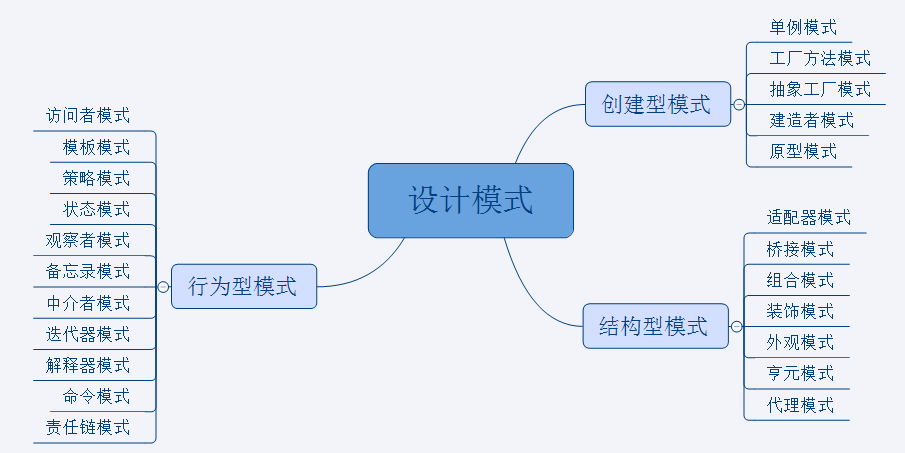 设计模式
创建型模式
单例模式
工厂方法模式
抽象工厂模式
建造者模式
原型模式
结构型模式
适配器模式
桥接模式
组合模式
装饰模式
外观模式
亨元模式
代理模式
行为型模式
访问者模式
模板模式
策略模式
状态模式
观察者模式
备忘录模式
中介者模式
迭代器模式
解释器模式
命令模式
责任链模式